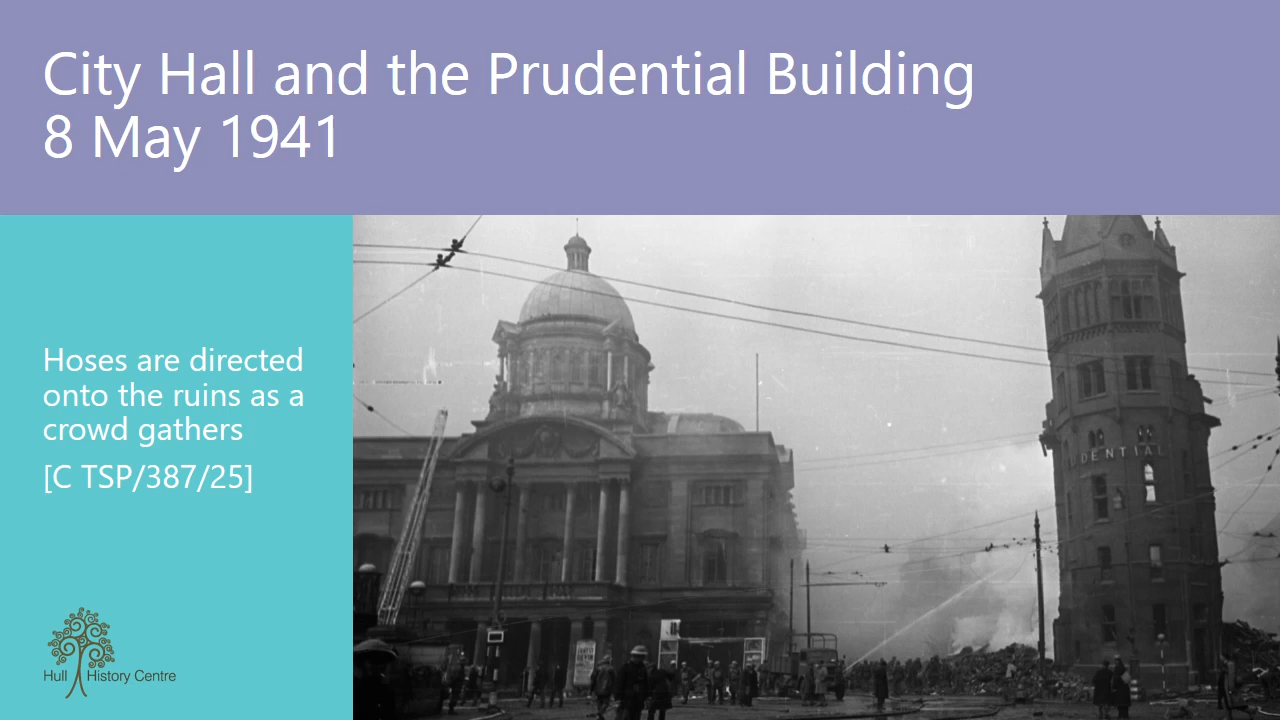 City Hall and the Prudential Building
8 May 1941
Hoses are directed
onto the ruins as a
crowd gathers
[C TSP/387/25]
Hull History Centre
UDENTIAL